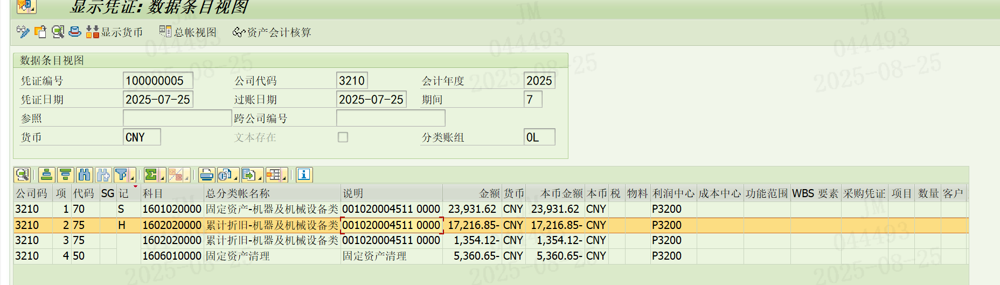 显示凭证: 数据条目视图
显示货币 总帐视图 资产会计核算
数据条目视图
凭证编号 100000005 公司代码 3210 会计年度 2025
凭证日期 2025-07-25 过账日期 2025-07-25 期间 7
参照 跨公司编号
货币 CNY 文本存在 分类账组 0L
公司码 项 代码 SG 记 科目 总分类帐名称 说明 金额 货币 本币金额 本币 税 物料 利润中心 成本中心 功能范围 WBS 要素 采购凭证 项目 数量 客户
3210 1 70 S 1601020000 固定资产-机器及机械设备类 001020004511 0000 23,931.62 CNY 23,931.62 CNY P3200
3210 2 75 H 1602020000 累计折旧-机器及机械设备类 001020004511 0000 17,216.85- CNY 17,216.85- CNY P3200
3210 3 75 1602020000 累计折旧-机器及机械设备类 001020004511 0000 1,354.12- CNY 1,354.12- CNY P3200
3210 4 50 1606010000 固定资产清理 固定资产清理 5,360.65- CNY 5,360.65- CNY P3200
JM
044493
2025-08-25